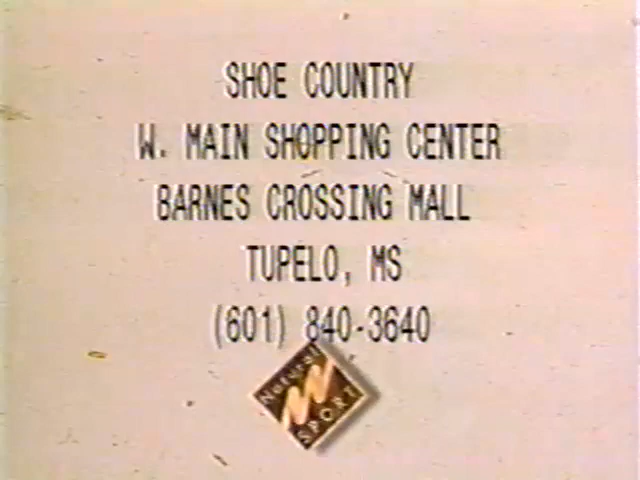 SHOE COUNTRY
W. MAIN SHOPPING CENTER
BARNES CROSSING MALL
TUPELO, MS
(601) 840-3640
Natural
SPORT